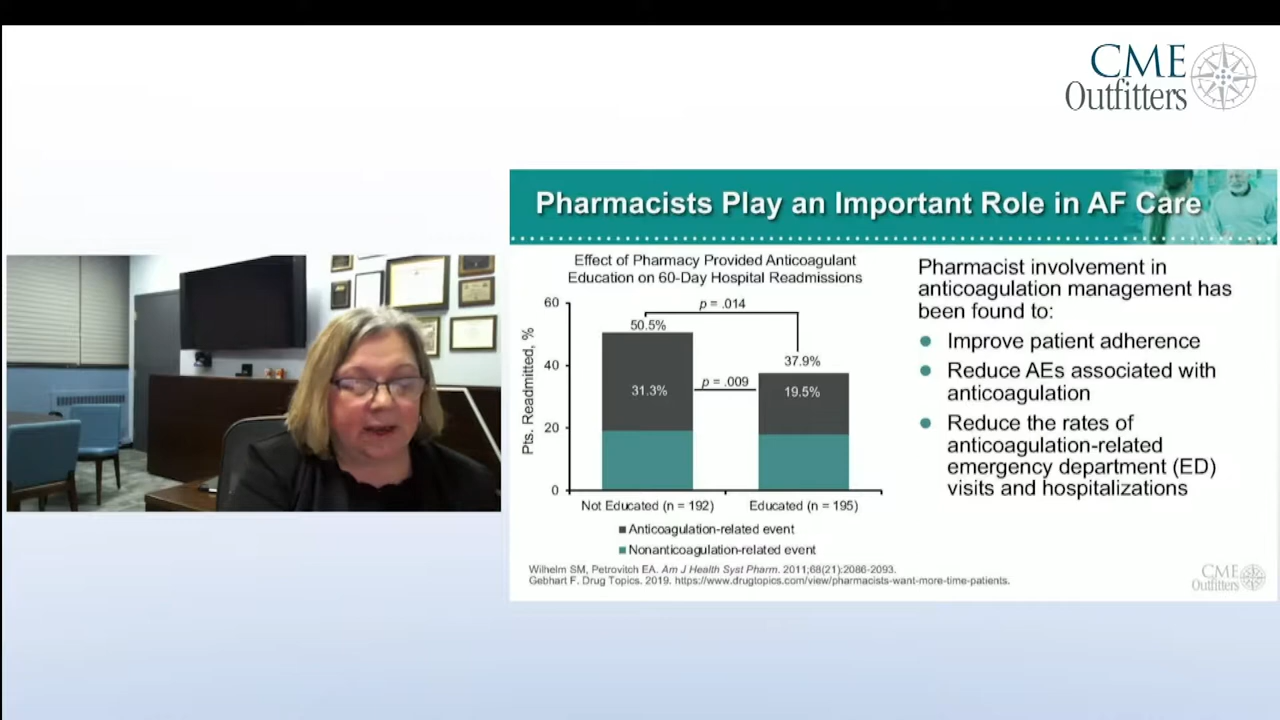 CME
Outfitters
Pharmacists Play an Important Role in AF Care
Effect of Pharmacy Provided Anticoagulant
Education on 60-Day Hospital Readmissions
Pts. Readmitted, %
60
40
20
0
p = .014
50.5%
37.9%
p = .009
31.3%
19.5%
Not Educated (n = 192)
Educated (n = 195)
Anticoagulation-related event
Nonanticoagulation-related event
Pharmacist involvement in
anticoagulation management has
been found to:
Improve patient adherence
Reduce AEs associated with
anticoagulation
Reduce the rates of
anticoagulation-related
emergency department (ED)
visits and hospitalizations
Wilhelm SM, Petrovitch EA. Am J Health Syst Pharm. 2011;68(21):2086-2093.
Gebhart F. Drug Topics. 2019. https://www.drugtopics.com/view/pharmacists-want-more-time-patients.
CME
Outfitters